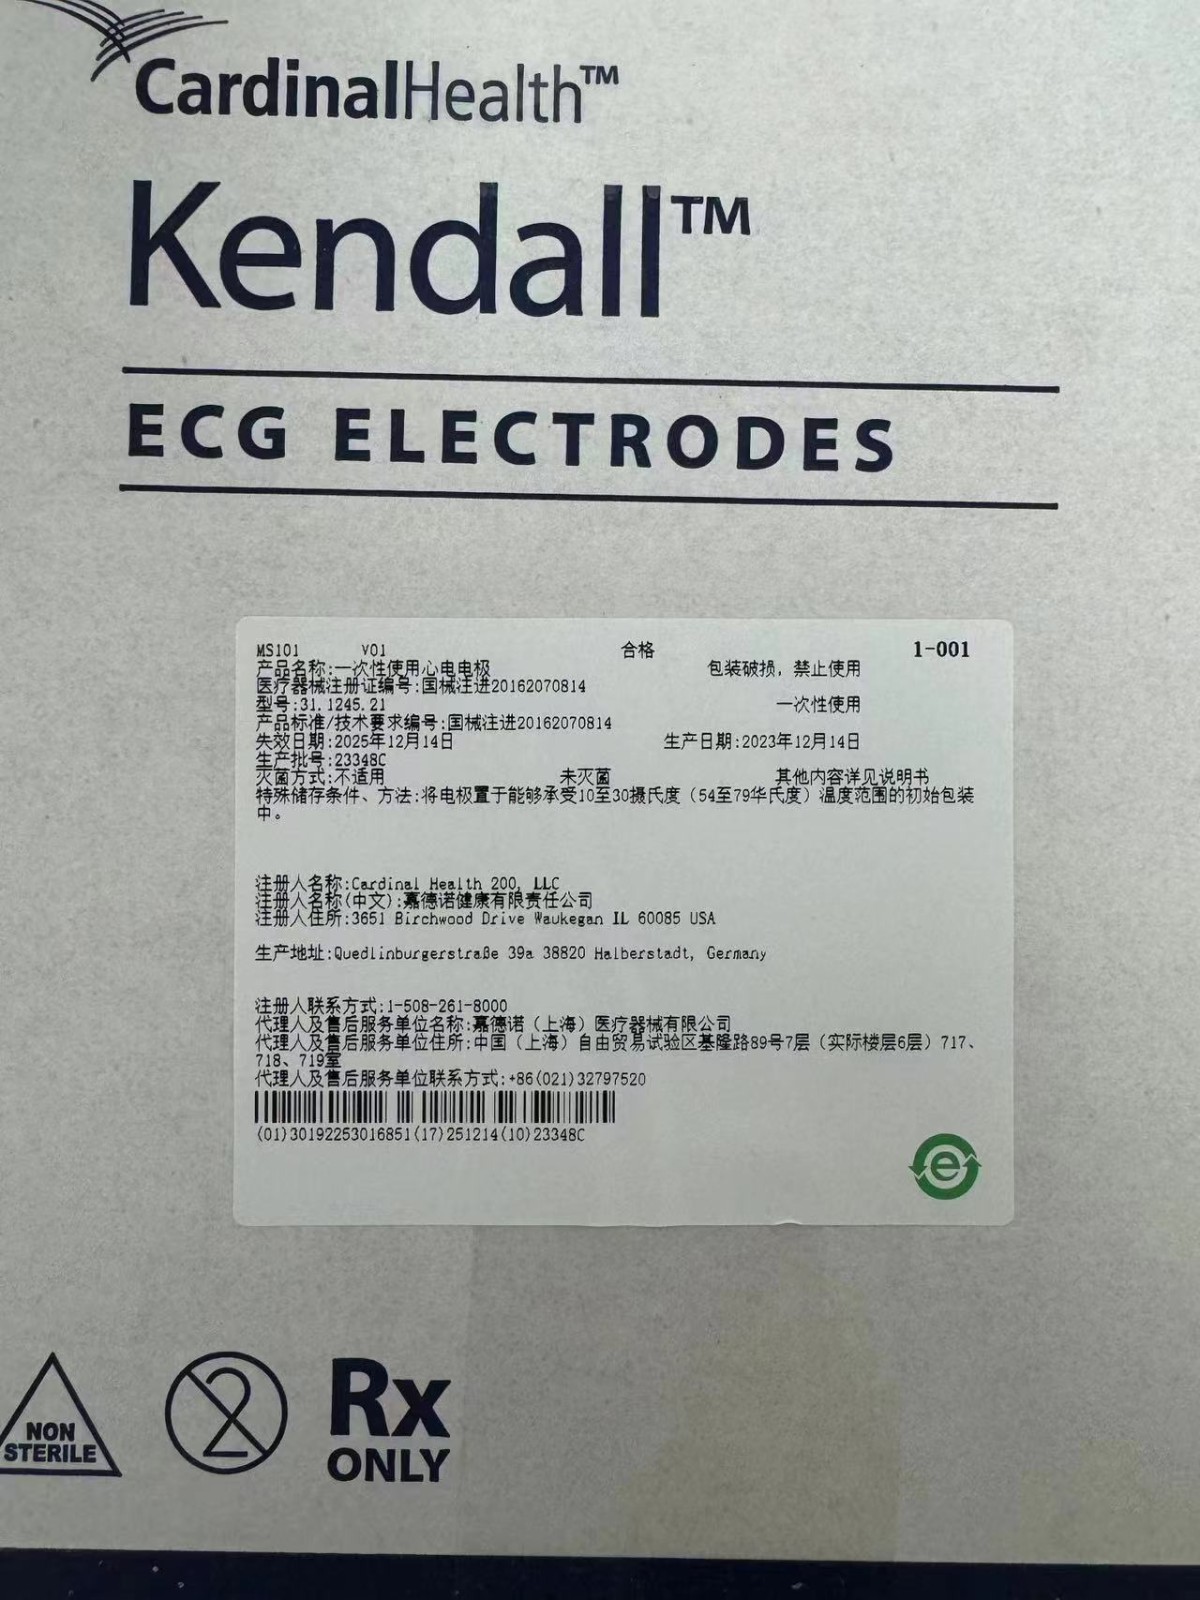 CardinalHealth™
Kendall™
ECG ELECTRODES
MS101 V01 合格 1-001
产品名称:一次性使用心电电极 包装破损，禁止使用
医疗器械注册证编号:国械注进20162070814
型号:31.1245.21 一次性使用
产品标准/技术要求编号:国械注进20162070814
失效日期:2025年12月14日 生产日期:2023年12月14日
生产批号:23348C
灭菌方式:不适用 未灭菌 其他内容详见说明书
特殊储存条件、方法:将电极置于能够承受10至30摄氏度（54至79华氏度）温度范围的初始包装
中。
注册人名称:Cardinal Health 200, LLC
注册人名称(中文):嘉德诺健康有限责任公司
注册人住所:3651 Birchwood Drive Waukegan IL 60085 USA
生产地址:Quedlinburgerstraße 39a 38820 Halberstadt, Germany
注册人联系方式:1-508-261-8000
代理人及售后服务单位名称:嘉德诺（上海）医疗器械有限公司
代理人及售后服务单位住所:中国（上海）自由贸易试验区基隆路89号7层（实际楼层6层）717、
718、719室
代理人及售后服务单位联系方式:+86(021)32797520
(01)30192253016851(17)251214(10)23348C
e
NON
STERILE
2
Rx
ONLY